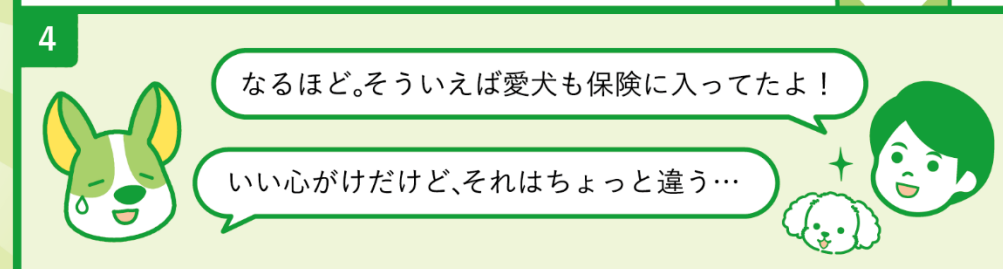 4
なるほど。そういえば愛犬も保険に入ってたよ！
いい心がけだけど、それはちょっと違う…